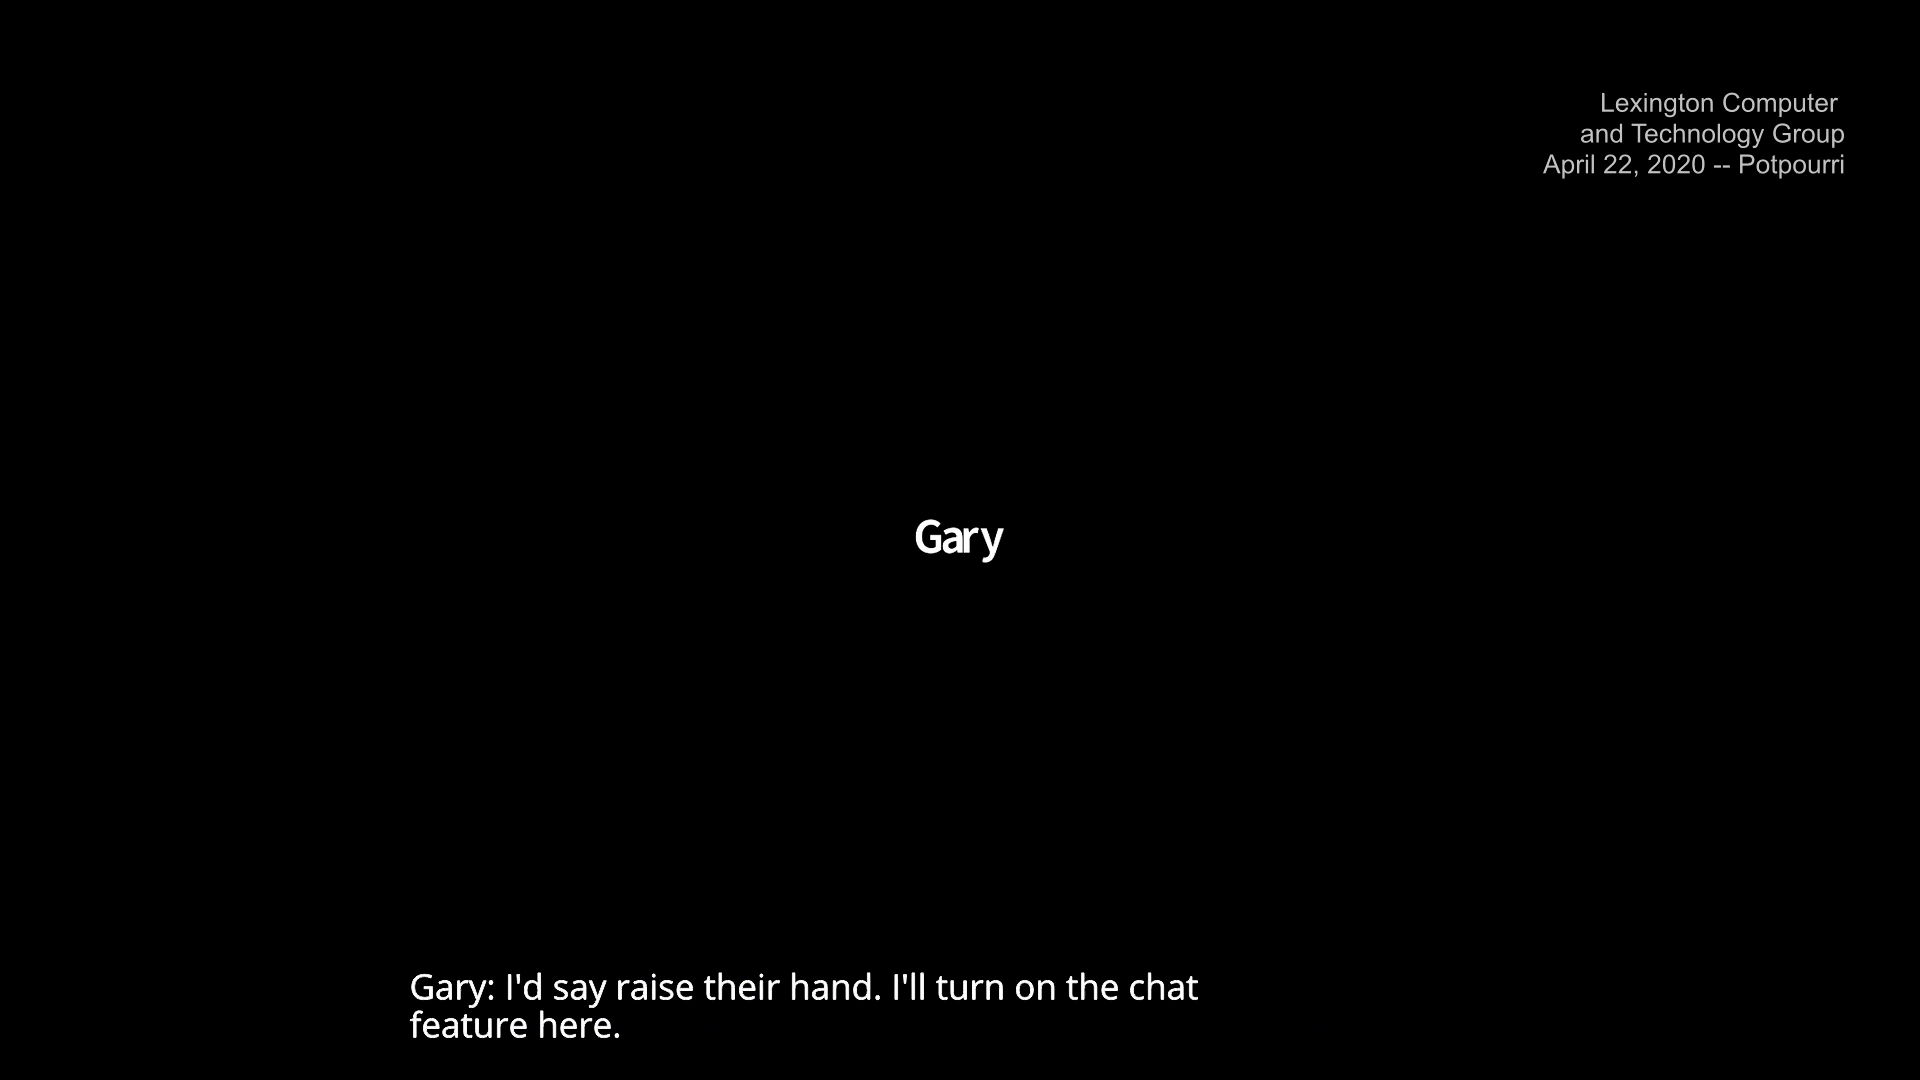 Lexington Computer
and Technology Group
April 22, 2020 -- Potpourri
Gary
Gary: I'd say raise their hand. I'll turn on the chat
feature here.